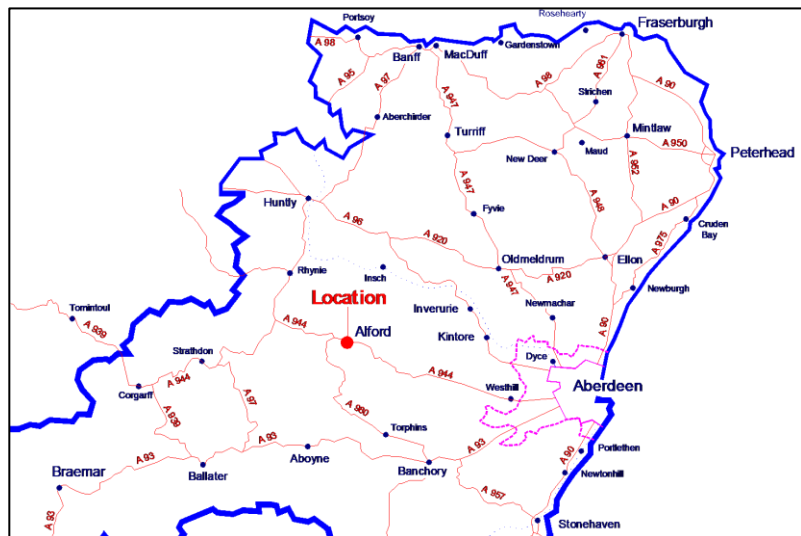 Rosehearty
Portsoy
Fraserburgh
A 98
Banff
MacDuff
Gardenstown
A 95
A 97
A 98
A 981
A 90
Strichen
A 947
Aberchirder
Turriff
Mintlaw
A 950
New Deer
Maud
Peterhead
A 952
Huntly
A 947
A 90
Fyvie
A 948
A 96
Cruden
Bay
A 920
A 975
Oldmeldrum
Ellon
Rhynie
Insch
A 920
A 947
Newburgh
Location
Tomintoul
Inverurie
Newmachar
A 944
A 939
Alford
Kintore
A 90
Strathdon
Dyce
A 944
A 944
Aberdeen
Corgarff
A 97
Westhill
A 939
A 980
Torphins
A 93
A 93
A 93
A 90
Portlethen
Braemar
Ballater
Aboyne
Banchory
Newtonhill
A 957
A 93
Stonehaven